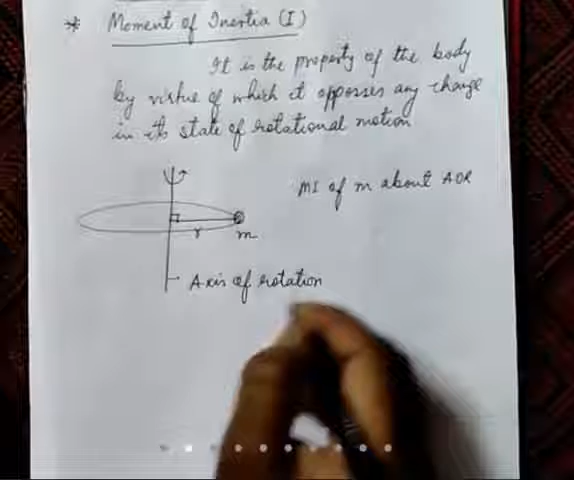 * Moment of Inertia (I)
It is the property of the body
by virtue of which it opposses any change
in its state of rotational motion
MI of m about AOR
r
m
Axis of rotation